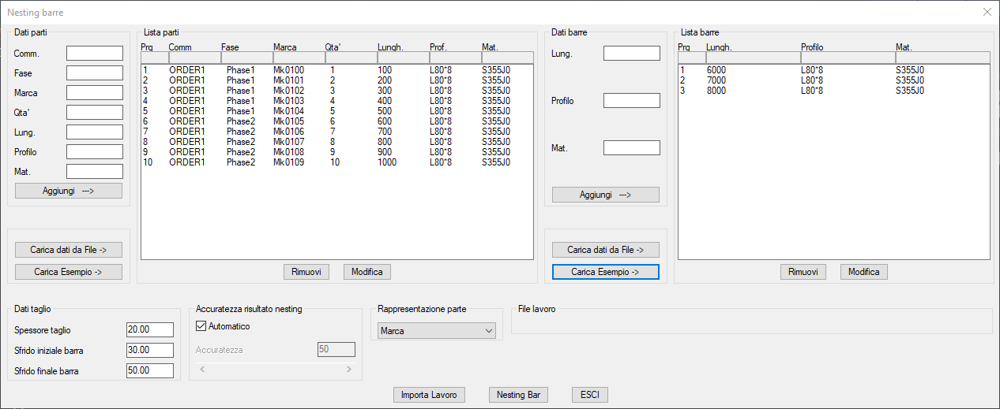 Nesting barre
Dati parti
Comm.
Fase
Marca
Qta'
Lung.
Profilo
Mat.
Aggiungi --->
Carica dati da File ->
Carica Esempio ->
Lista parti
Prg Comm Fase Marca Qta' Lungh. Prof. Mat.
1 ORDER1 Phase1 Mk0100 1 100 L80*8 S355J0
2 ORDER1 Phase1 Mk0101 2 200 L80*8 S355J0
3 ORDER1 Phase1 Mk0102 3 300 L80*8 S355J0
4 ORDER1 Phase1 Mk0103 4 400 L80*8 S355J0
5 ORDER1 Phase1 Mk0104 5 500 L80*8 S355J0
6 ORDER1 Phase2 Mk0105 6 600 L80*8 S355J0
7 ORDER1 Phase2 Mk0106 7 700 L80*8 S355J0
8 ORDER1 Phase2 Mk0107 8 800 L80*8 S355J0
9 ORDER1 Phase2 Mk0108 9 900 L80*8 S355J0
10 ORDER1 Phase2 Mk0109 10 1000 L80*8 S355J0
Rimuovi Modifica
Dati barre
Lung.
Profilo
Mat.
Aggiungi --->
Carica dati da File ->
Carica Esempio ->
Lista barre
Prg Lungh. Profilo Mat.
1 6000 L80*8 S355J0
2 7000 L80*8 S355J0
3 8000 L80*8 S355J0
Rimuovi Modifica
Dati taglio
Spessore taglio 20.00
Sfrido iniziale barra 30.00
Sfrido finale barra 50.00
Accuratezza risultato nesting
Automatico
Accuratezza 50
Rappresentazione parte
Marca
File lavoro
Importa Lavoro Nesting Bar ESCI